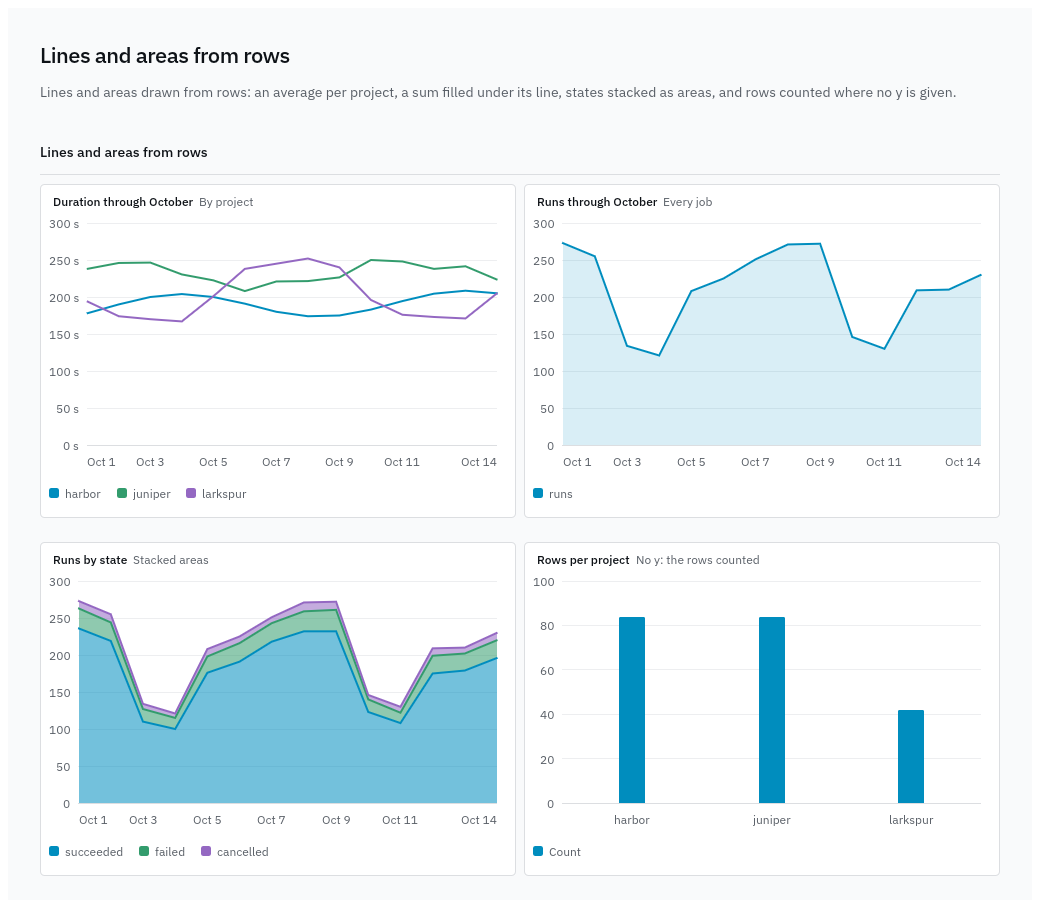 Lines and areas from rows
Lines and areas drawn from rows: an average per project, a sum filled under its line, states stacked as areas, and rows counted where no y is given.
Lines and areas from rows
Duration through October By project
300 s
250 s
200 s
150 s
100 s
50 s
0 s
Oct 1 Oct 3 Oct 5 Oct 7 Oct 9 Oct 11 Oct 14
harbor juniper larkspur
Runs through October Every job
300
250
200
150
100
50
0
Oct 1 Oct 3 Oct 5 Oct 7 Oct 9 Oct 11 Oct 14
runs
Runs by state Stacked areas
300
250
200
150
100
50
0
Oct 1 Oct 3 Oct 5 Oct 7 Oct 9 Oct 11 Oct 14
succeeded failed cancelled
Rows per project No y: the rows counted
100
80
60
40
20
0
harbor juniper larkspur
Count